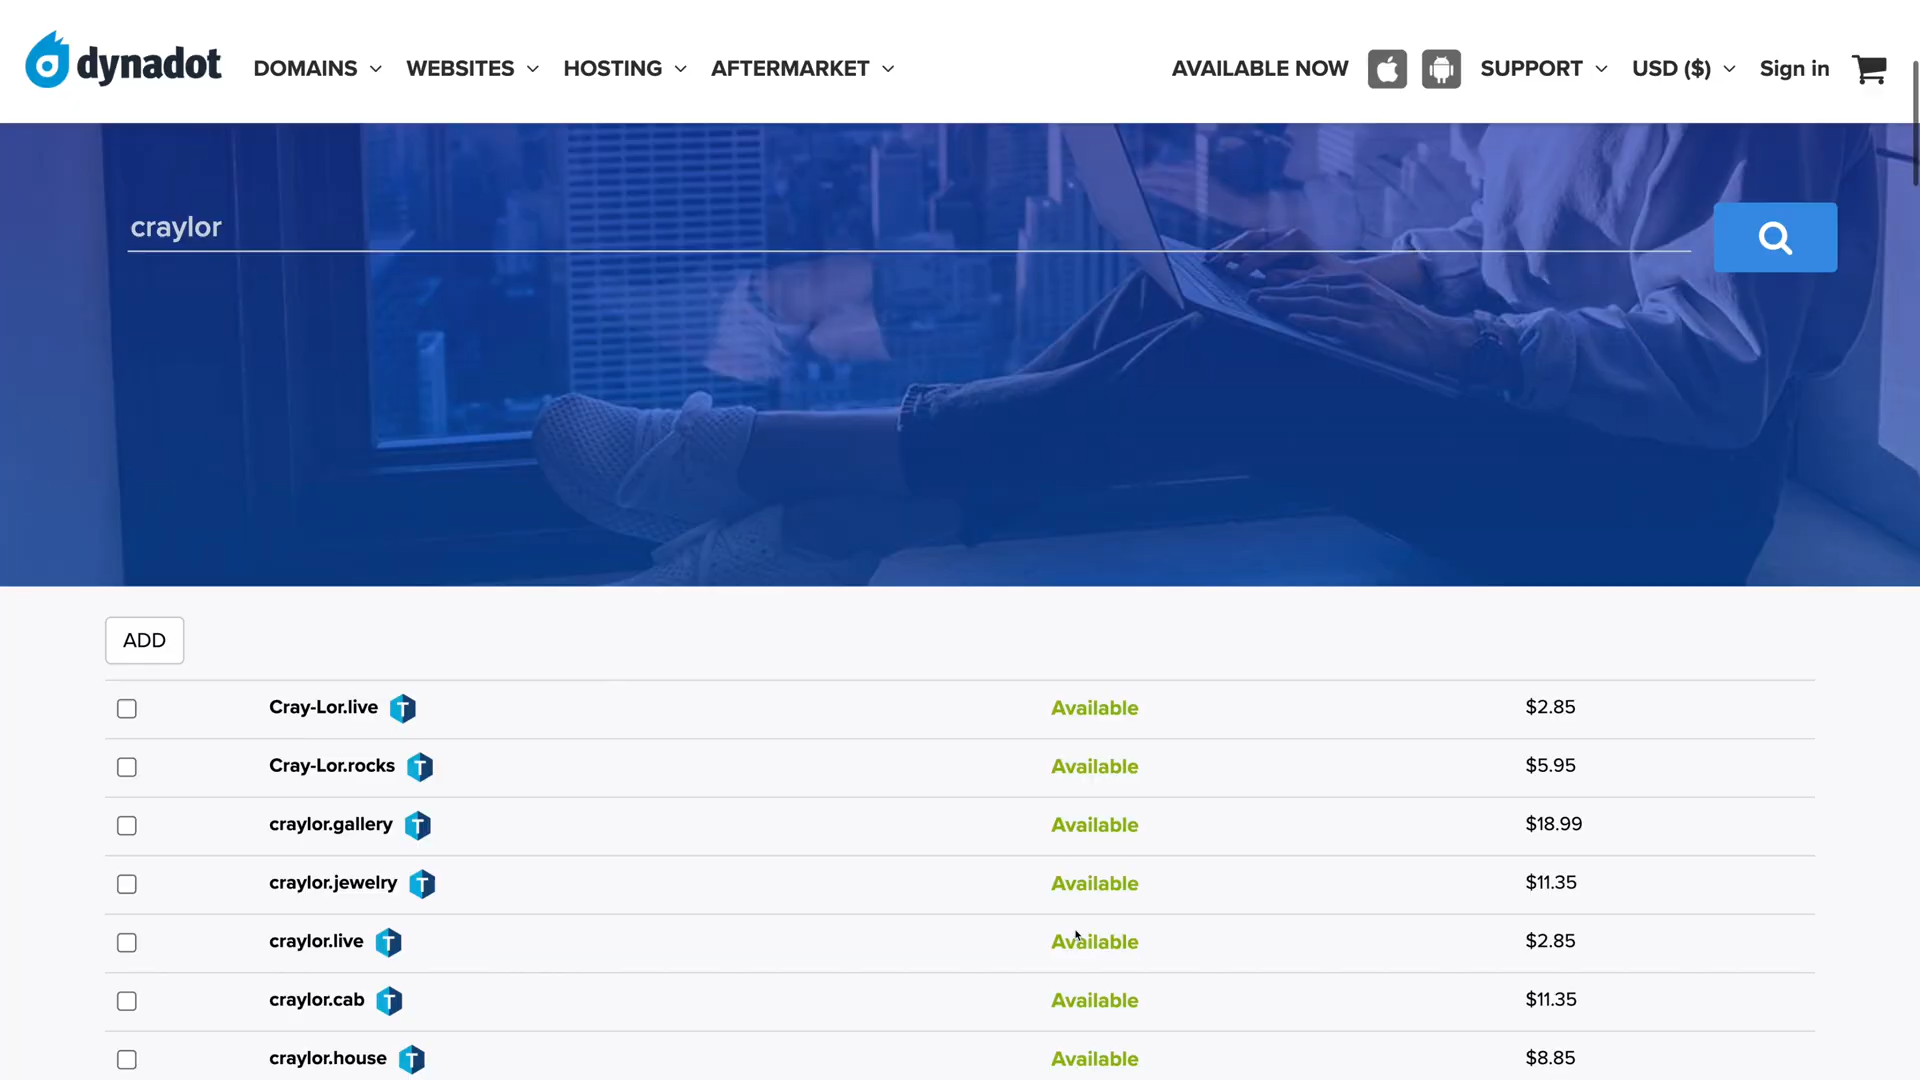 dynadot DOMAINS WEBSITES HOSTING AFTERMARKET AVAILABLE NOW SUPPORT USD ($) Sign in
craylor
ADD
Cray-Lor.live T Available $2.85
Cray-Lor.rocks T Available $5.95
craylor.gallery T Available $18.99
craylor.jewelry T Available $11.35
craylor.live T Available $2.85
craylor.cab T Available $11.35
craylor.house T Available $8.85